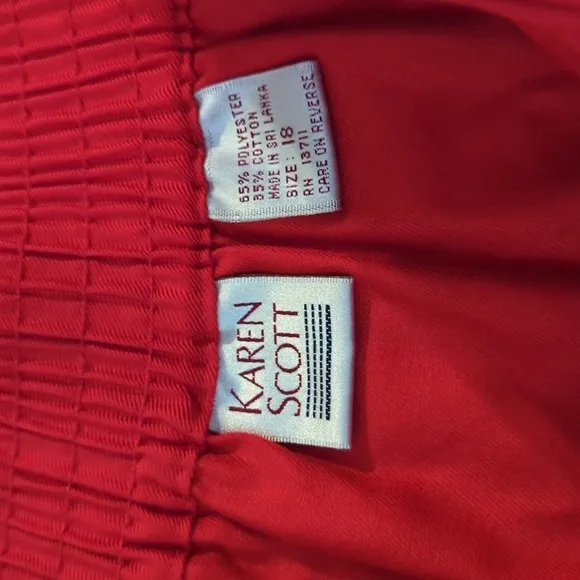 65% POLYESTER
35% COTTON
MADE IN SRI LANKA
SIZE: 18
RN 13711
CARE ON REVERSE
KAREN
SCOTT